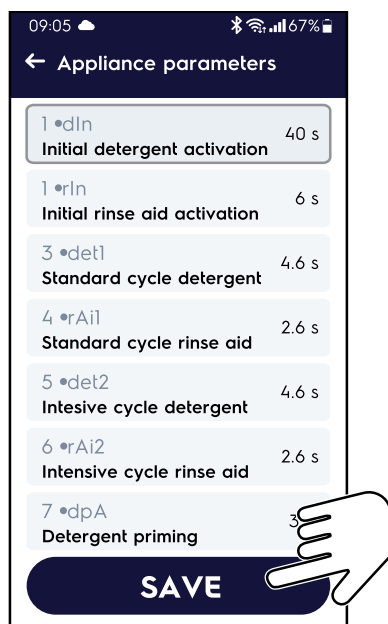 09:05 67%
← Appliance parameters
1 •dIn
Initial detergent activation
40 s
1 •rIn
Initial rinse aid activation
6 s
3 •det1
Standard cycle detergent
4.6 s
4 •rAi1
Standard cycle rinse aid
2.6 s
5 •det2
Intesive cycle detergent
4.6 s
6 •rAi2
Intensive cycle rinse aid
2.6 s
7 •dpA
Detergent priming
SAVE